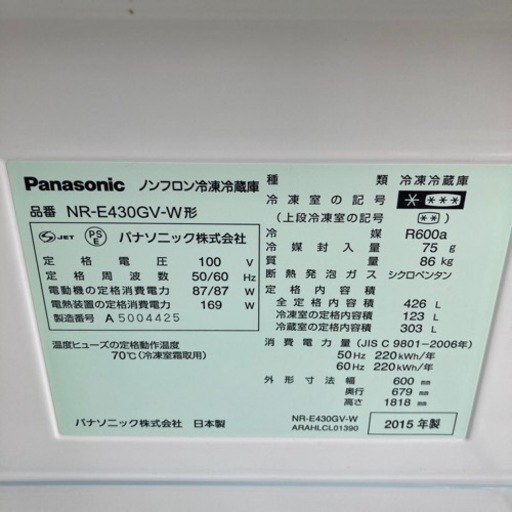 Panasonic ノンフロン冷凍冷蔵庫
品番 NR-E430GV-W形
S JET PS E パナソニック株式会社
定格電圧 100 V
定格周波数 50/60 Hz
電動機の定格消費電力 87/87 W
電熱装置の定格消費電力 169 W
製造番号 A 5004425
温度ヒューズの定格動作温度
70℃(冷凍室霜取用)
パナソニック株式会社 日本製
種類 冷凍冷蔵庫
冷凍室の記号 * ***
(上段冷凍室の記号 **)
冷媒 R600a
冷媒封入量 75 g
質量 86 kg
断熱発泡ガス シクロペンタン
定格内容積
全定格内容積 426 L
冷凍室の定格内容積 123 L
冷蔵室の定格内容積 303 L
消費電力量(JIS C 9801-2006年)
50Hz 220kWh/年
60Hz 220kWh/年
外形寸法 幅 600 mm
奥行 679 mm
高さ 1818 mm
NR-E430GV-W
ARAHLCL01390
2015年製